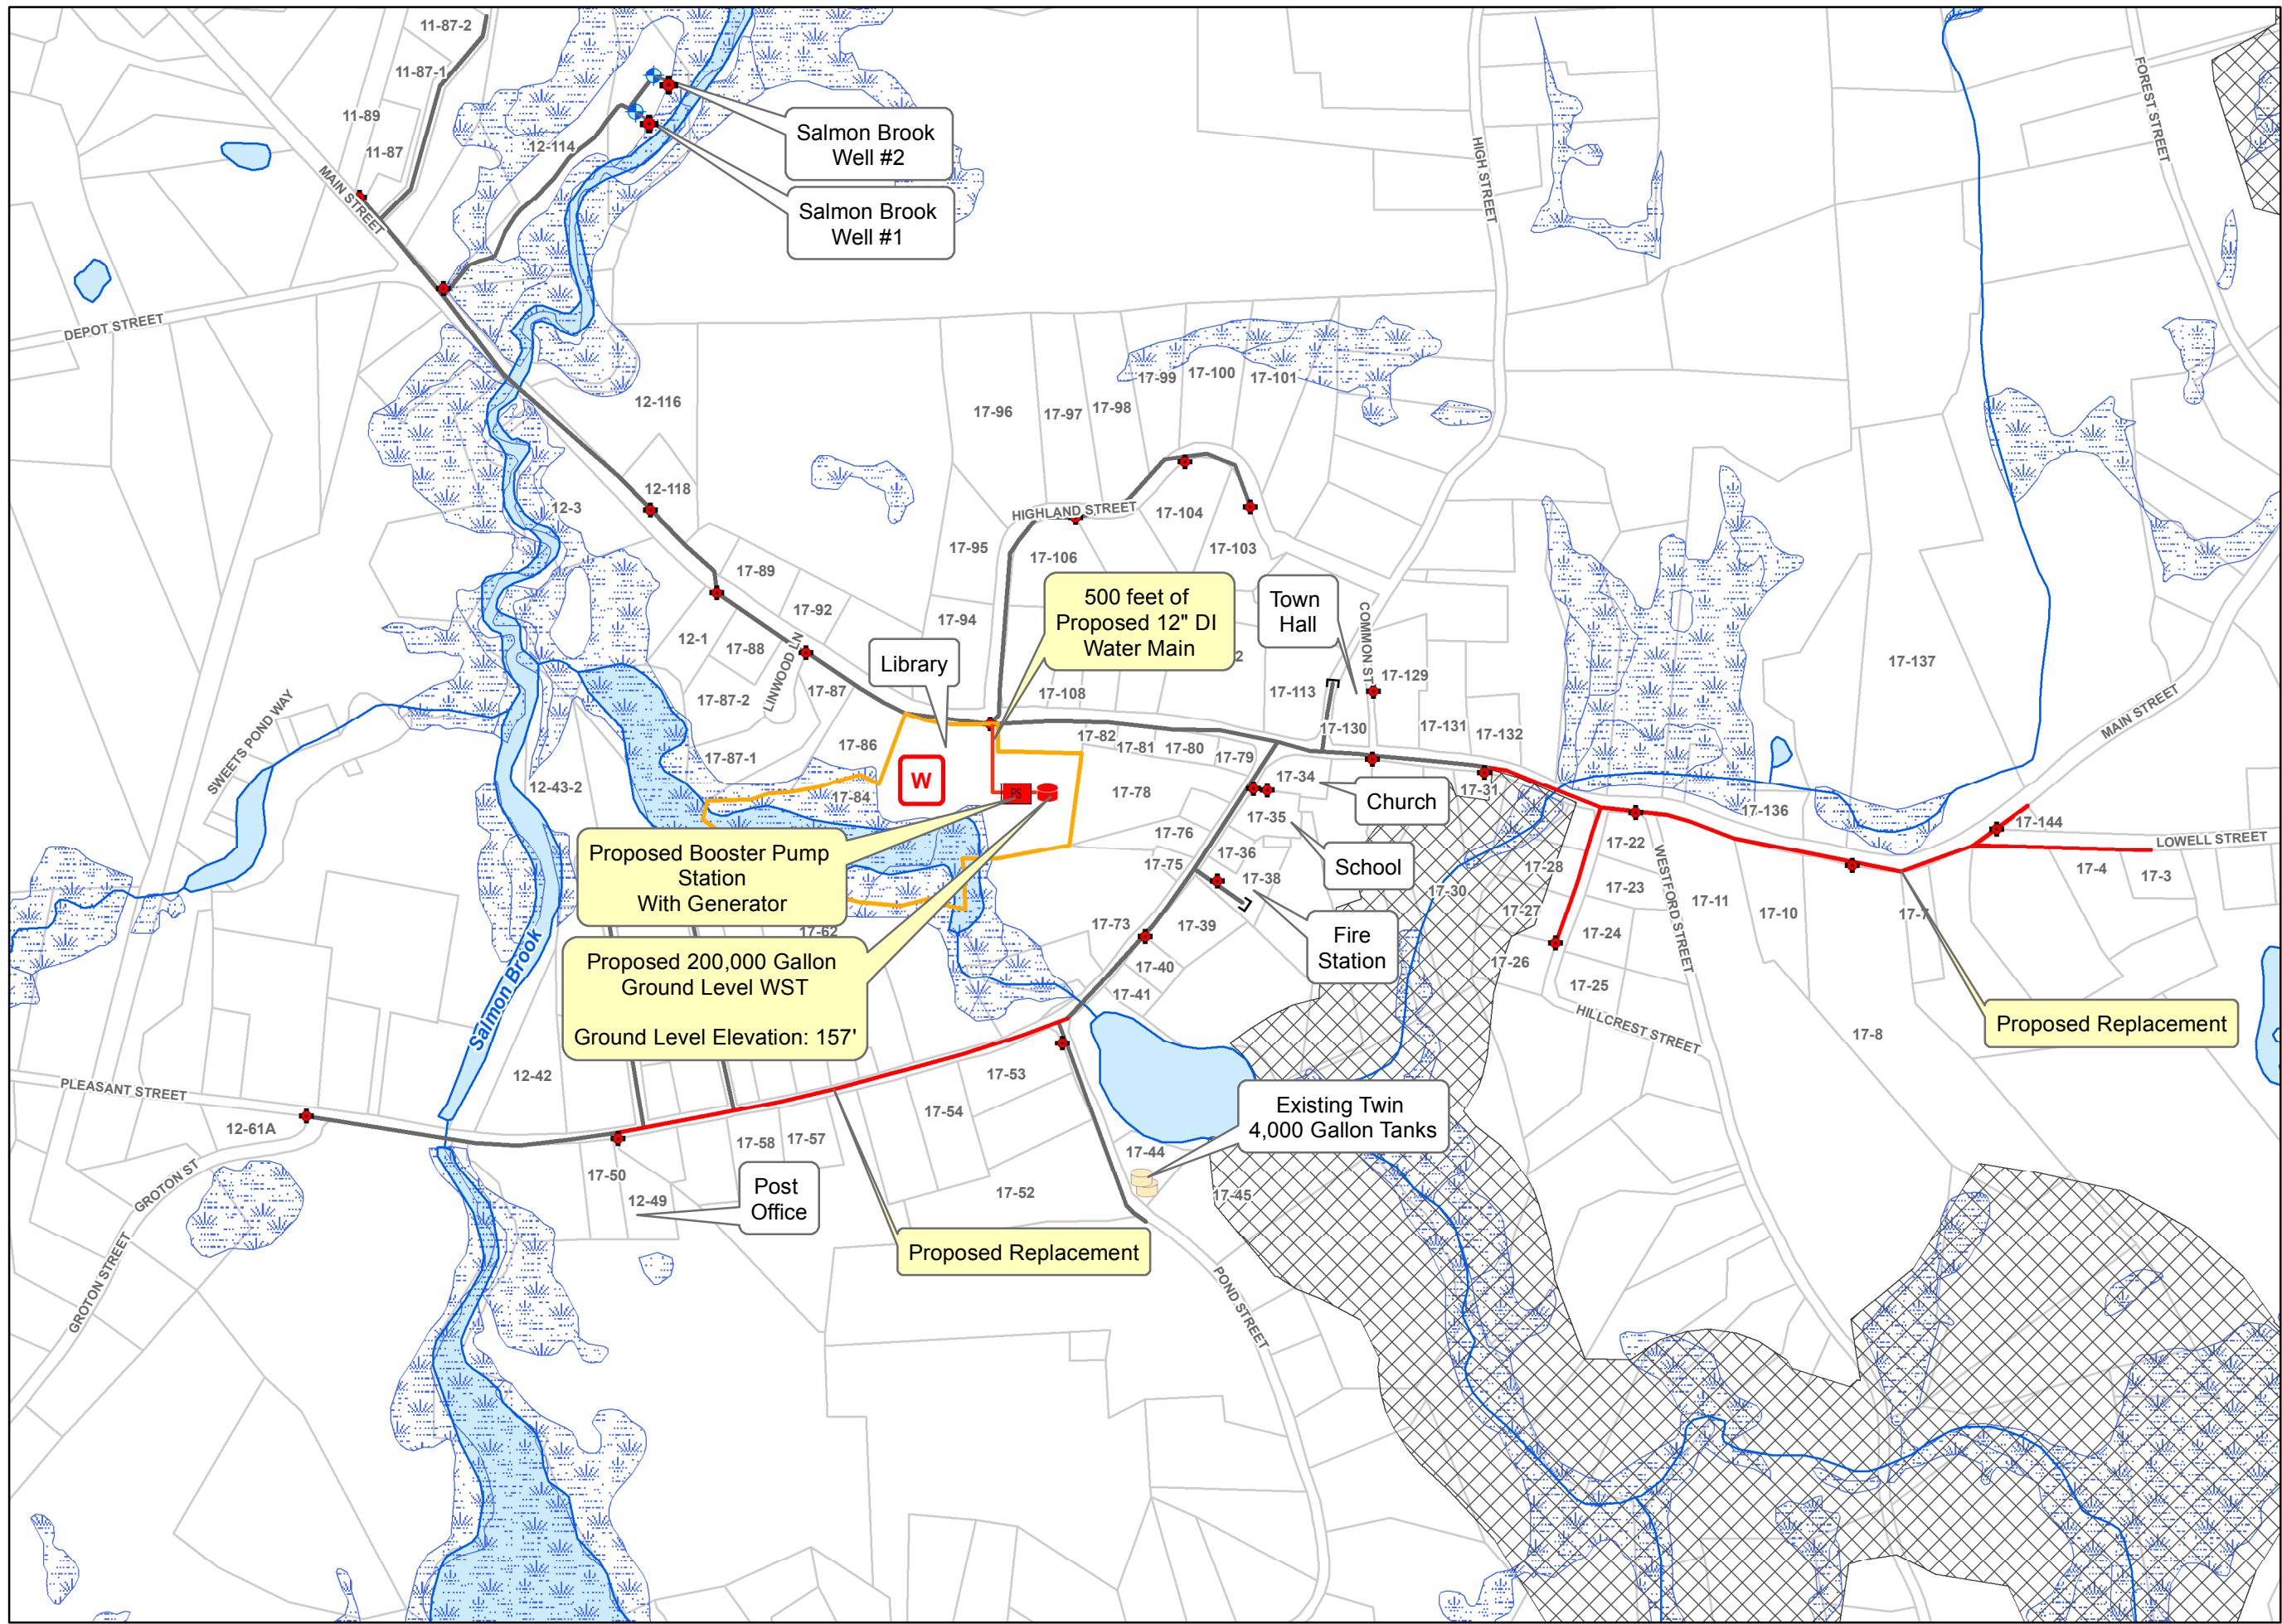 11-87-2
11-87-1
11-89
11-87
12-114
MAIN STREET
Salmon Brook
Well #2
Salmon Brook
Well #1
HIGH STREET
FOREST STREET
DEPOT STREET
12-116
17-96
17-97
17-98
17-99
17-100
17-101
12-118
12-3
HIGHLAND STREET
17-104
17-103
17-95
17-106
17-89
17-92
17-94
12-1
17-88
LINWOOD LN
17-87
17-87-2
Library
500 feet of
Proposed 12" DI
Water Main
2
Town
Hall
COMMON ST
17-108
17-113
17-129
17-137
MAIN STREET
SWEETS POND WAY
17-86
17-87-1
17-82
17-81
17-80
17-79
17-130
17-131
17-132
12-43-2
17-84
W
PS
17-78
17-34
Church
17-31
17-136
17-144
LOWELL STREET
17-35
17-76
17-36
17-75
17-38
School
17-30
17-28
17-27
17-22
17-23
WESTFORD STREET
17-11
17-10
17-7
17-4
17-3
Proposed Booster Pump
Station
With Generator
17-62
17-73
17-39
Fire
Station
17-24
17-26
17-40
17-41
17-25
HILLCREST STREET
17-8
Proposed Replacement
Proposed 200,000 Gallon
Ground Level WST
Ground Level Elevation: 157'
Salmon Brook
PLEASANT STREET
12-42
17-53
12-61A
17-54
Existing Twin
4,000 Gallon Tanks
17-58
17-57
17-44
17-45
GROTON ST
17-50
12-49
Post
Office
17-52
Proposed Replacement
GROTON STREET
POND STREET